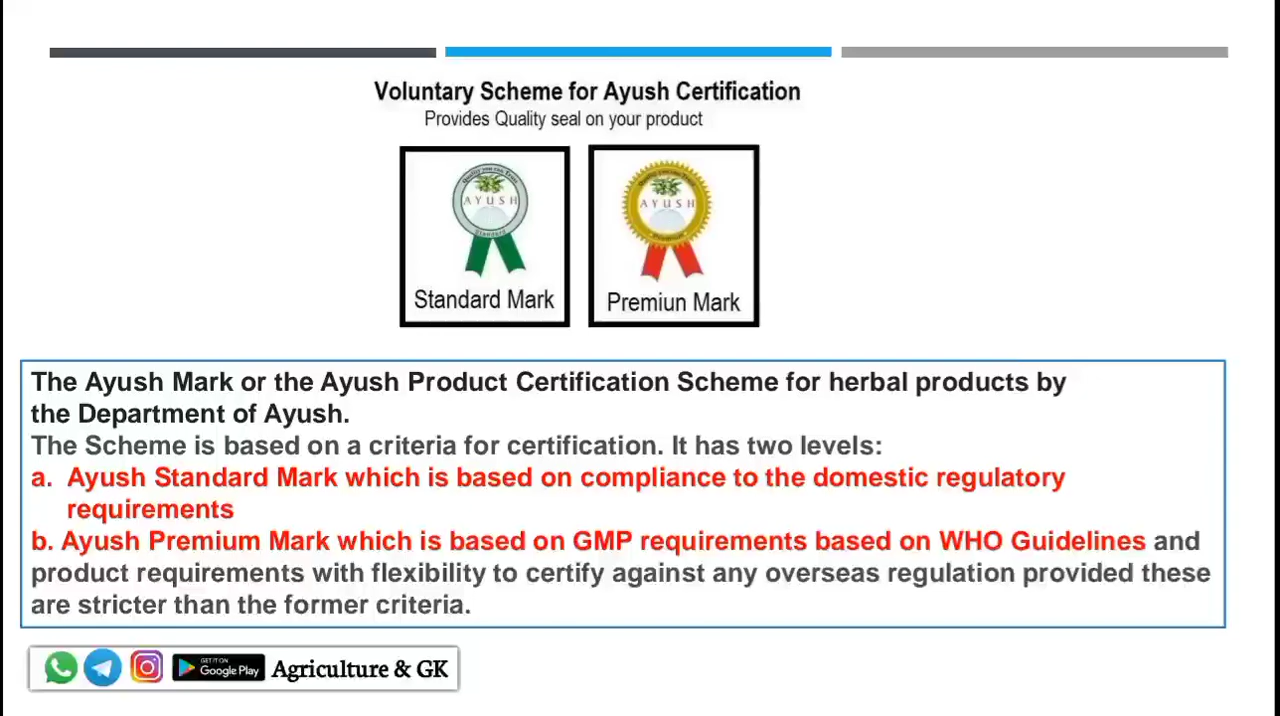 Voluntary Scheme for Ayush Certification
Provides Quality seal on your product
AYUSH
Standard
AYUSH
Premium
Standard Mark
Premiun Mark
The Ayush Mark or the Ayush Product Certification Scheme for herbal products by
the Department of Ayush.
The Scheme is based on a criteria for certification. It has two levels:
a. Ayush Standard Mark which is based on compliance to the domestic regulatory
requirements
b. Ayush Premium Mark which is based on GMP requirements based on WHO Guidelines and
product requirements with flexibility to certify against any overseas regulation provided these
are stricter than the former criteria.
GET IT ON
Google Play
Agriculture & GK